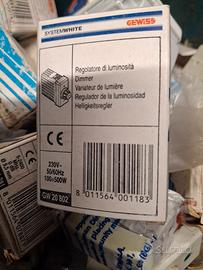 SYSTEM WHITE
GEWISS
Regolatore di luminosità
Dimmer
Variateur de lumière
Regulador de la luminosidad
Helligkeitsregler
CE
230V~
50/60Hz
100÷500W
GW 20 802
8 011564 001183
SUBITO